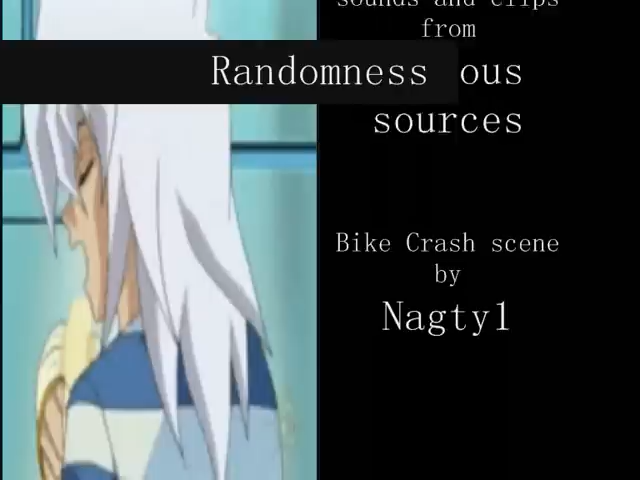 sounds and clips
from
Randomness ous
sources
Bike Crash scene
by
Nagty1